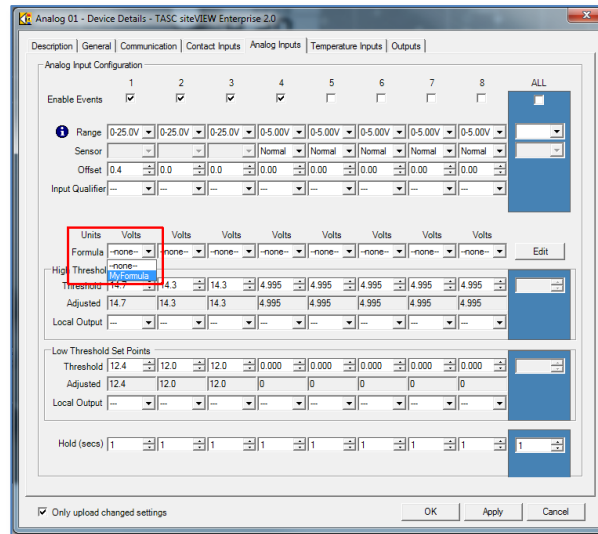 Analog 01 - Device Details - TASC siteVIEW Enterprise 2.0
Description General Communication Contact Inputs Analog Inputs Temperature Inputs Outputs
Analog Input Configuration
1 2 3 4 5 6 7 8 ALL
Enable Events
Range 0-25.0V 0-25.0V 0-25.0V 0-5.00V 0-5.00V 0-5.00V 0-5.00V 0-5.00V
Sensor Normal Normal Normal Normal Normal
Offset 0.4 0.0 0.0 0.00 0.00 0.00 0.00 0.00
Input Qualifier --- --- --- --- --- --- --- ---
Units Volts Volts Volts Volts Volts Volts Volts Volts
Formula --none-- --none-- --none-- --none-- --none-- --none-- --none-- --none-- Edit
--none--
MyFormula
High Threshol
Threshold 14.7 14.3 14.3 4.995 4.995 4.995 4.995 4.995
Adjusted 14.7 14.3 14.3 4.995 4.995 4.995 4.995 4.995
Local Output --- --- --- --- --- --- --- ---
Low Threshold Set Points
Threshold 12.4 12.0 12.0 0.000 0.000 0.000 0.000 0.000
Adjusted 12.4 12.0 12.0 0 0 0 0 0
Local Output --- --- --- --- --- --- --- ---
Hold (secs) 1 1 1 1 1 1 1 1 1
Only upload changed settings OK Apply Cancel